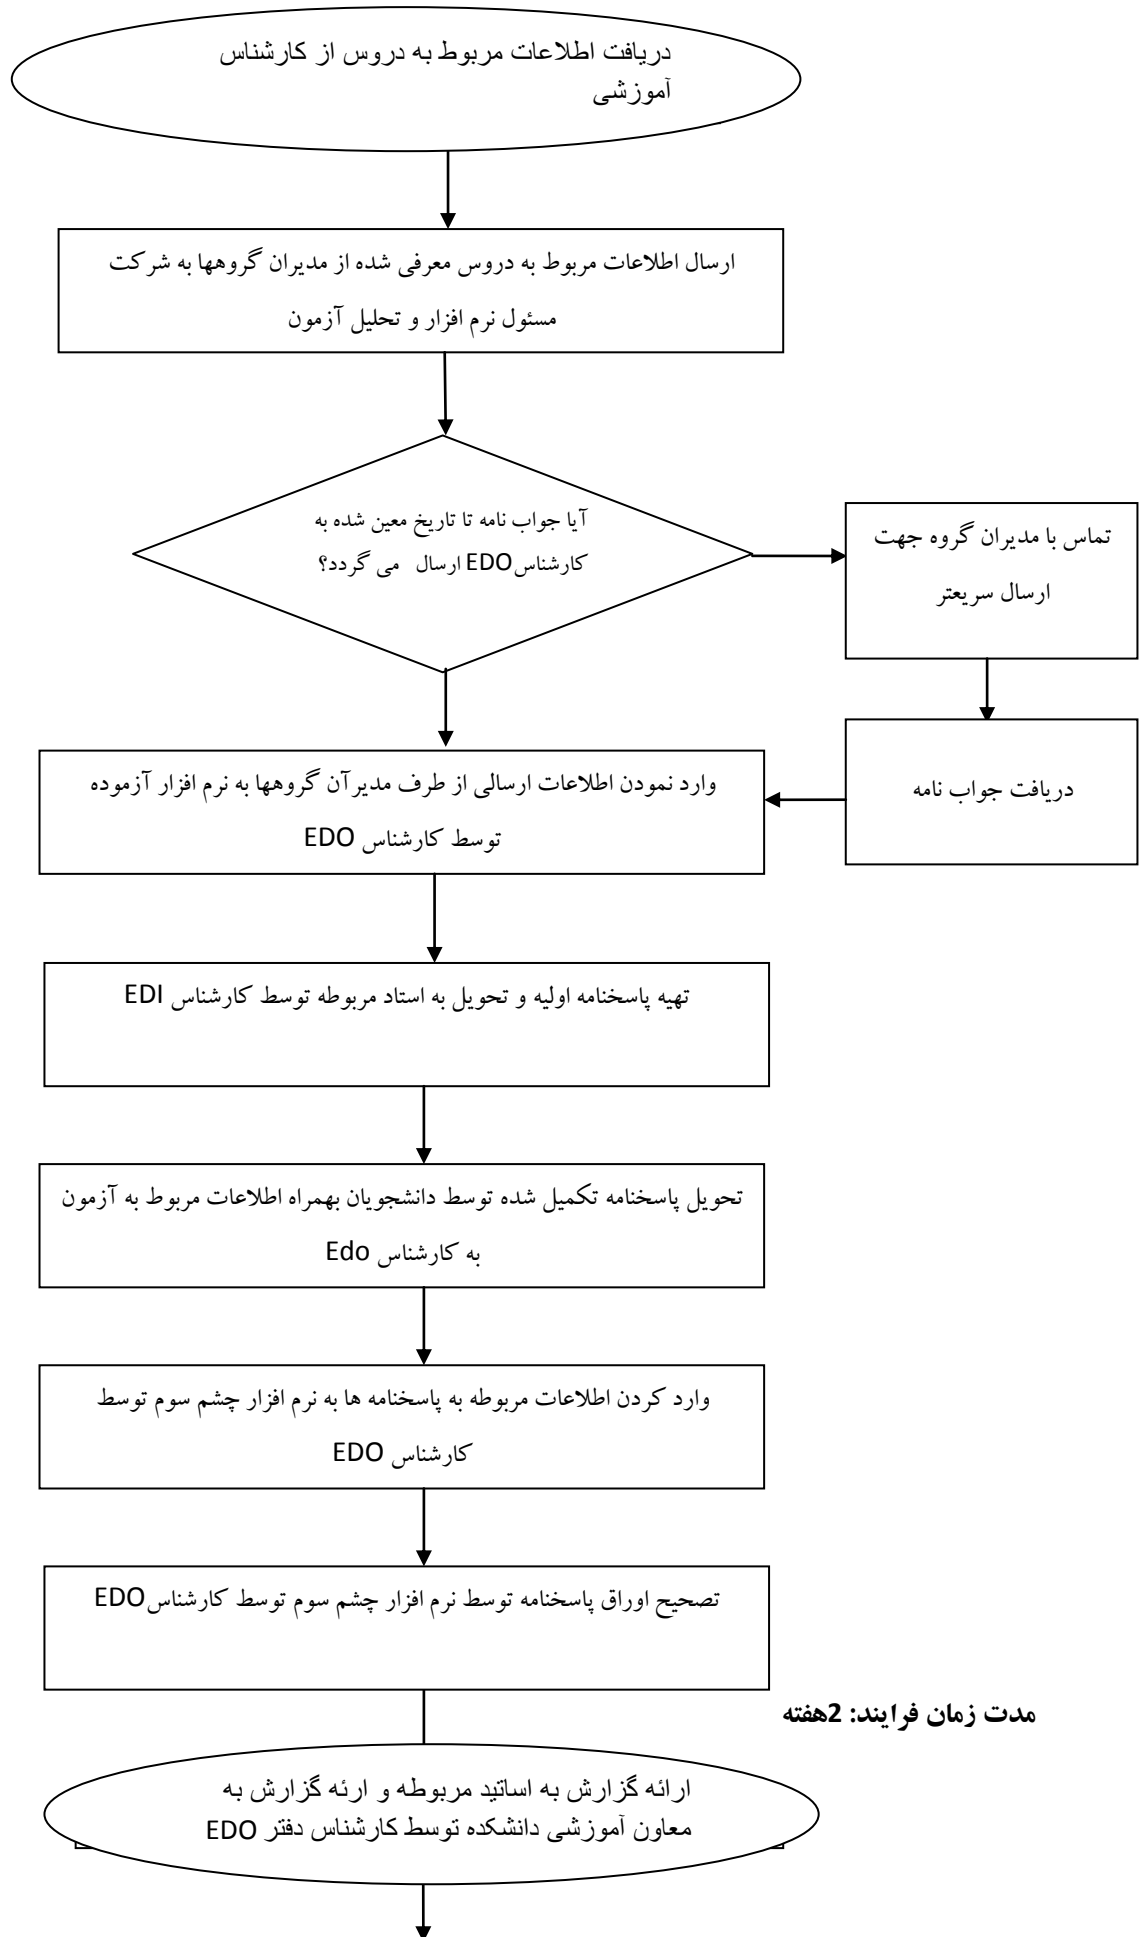 دریافت اطلاعات مربوط به دروس از کارشناس
آموزشی
ارسال اطلاعات مربوط به دروس معرفی شده از مدیران گروهها به شرکت
مسئول نرم افزار و تحلیل آزمون
آیا جواب نامه تا تاریخ معین شده به
کارشناس EDO ارسال می گردد؟
تماس با مدیران گروه جهت
ارسال سریعتر
دریافت جواب نامه
وارد نمودن اطلاعات ارسالی از طرف مدیرآن گروهها به نرم افزار آزموده
توسط کارشناس EDO
تهیه پاسخنامه اولیه و تحویل به استاد مربوطه توسط کارشناس EDI
تحویل پاسخنامه تکمیل شده توسط دانشجویان بهمراه اطلاعات مربوط به آزمون
به کارشناس Edo
وارد کردن اطلاعات مربوطه به پاسخنامه ها به نرم افزار چشم سوم توسط
کارشناس EDO
تصحیح اوراق پاسخنامه توسط نرم افزار چشم سوم توسط کارشناس EDO
مدت زمان فرایند: 2هفته
ارائه گزارش به اساتید مربوطه و ارئه گزارش به
معاون آموزشی دانشکده توسط کارشناس دفتر EDO